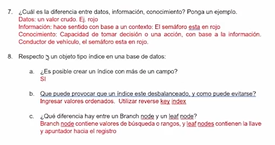 7. ¿Cuál es la diferencia entre datos, información, conocimiento? Ponga un ejemplo.
Datos: un valor crudo. Ej. rojo
Información: hace sentido con base a un contexto: El semáforo esta en rojo
Conocimiento: Capacidad de tomar decisión o una acción, con base a la información.
Conductor de vehículo, el semáforo esta en rojo.
8. Respecto un objeto tipo índice en una base de datos:
a. ¿Es posible crear un índice con más de un campo?
SI
b. Que puede provocar que un índice este desbalanceado, y como puede evitarse?
Ingresar valores ordenados. Utilizar reverse key index
c. ¿Qué diferencia hay entre un Branch node y un leaf node?
Branch node contiene valores de búsqueda o rangos, y leaf nodes contienen la llave
y apuntador hacia el registro